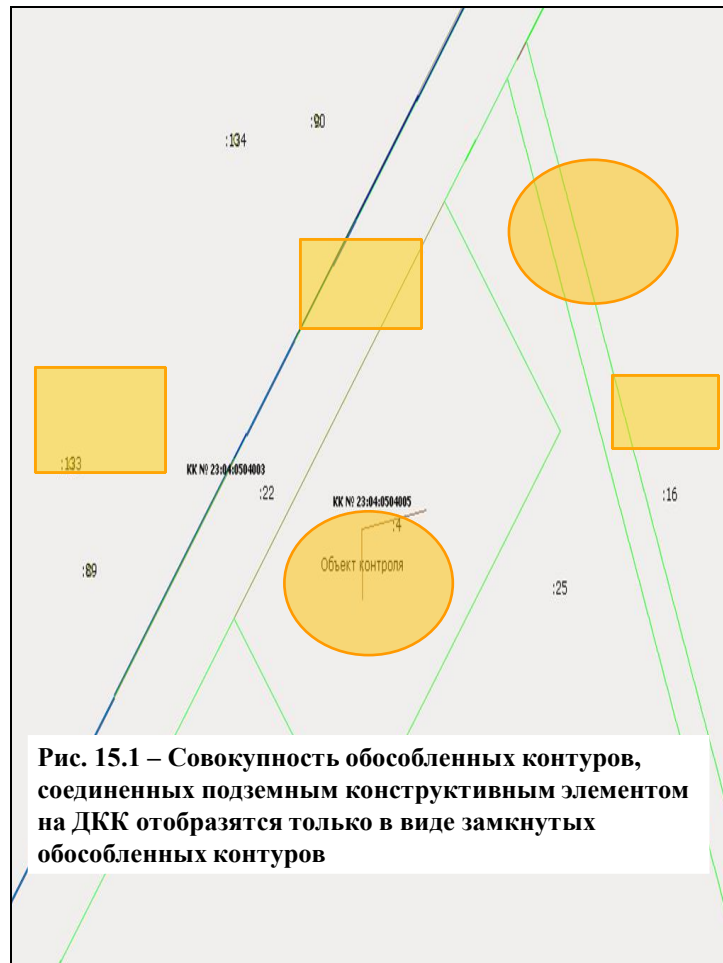 :90
:134
:133
КК № 23:04:0504003
:22
КК № 23:04:0504005
:4
:16
Объект контроля
:89
:25
Рис. 15.1 – Совокупность обособленных контуров,
соединенных подземным конструктивным элементом
на ДКК отобразятся только в виде замкнутых
обособленных контуров